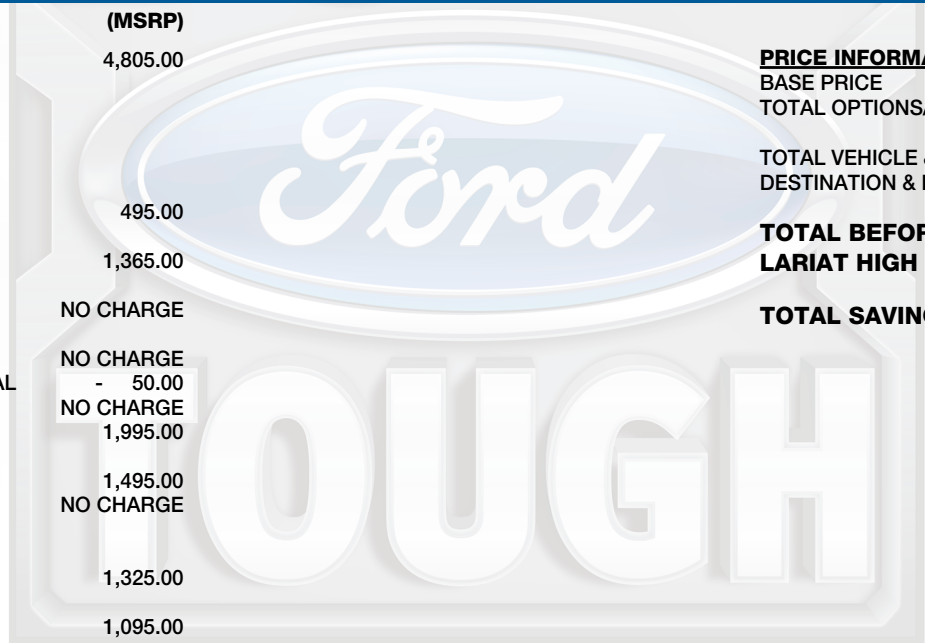 (MSRP)
4,805.00
495.00
1,365.00
NO CHARGE
NO CHARGE
AL - 50.00
NO CHARGE
1,995.00
1,495.00
NO CHARGE
1,325.00
1,095.00
PRICE INFORMA
BASE PRICE
TOTAL OPTIONS/
TOTAL VEHICLE &
DESTINATION &
TOTAL BEFOR
LARIAT HIGH
TOTAL SAVIN
Ford
TOUGH